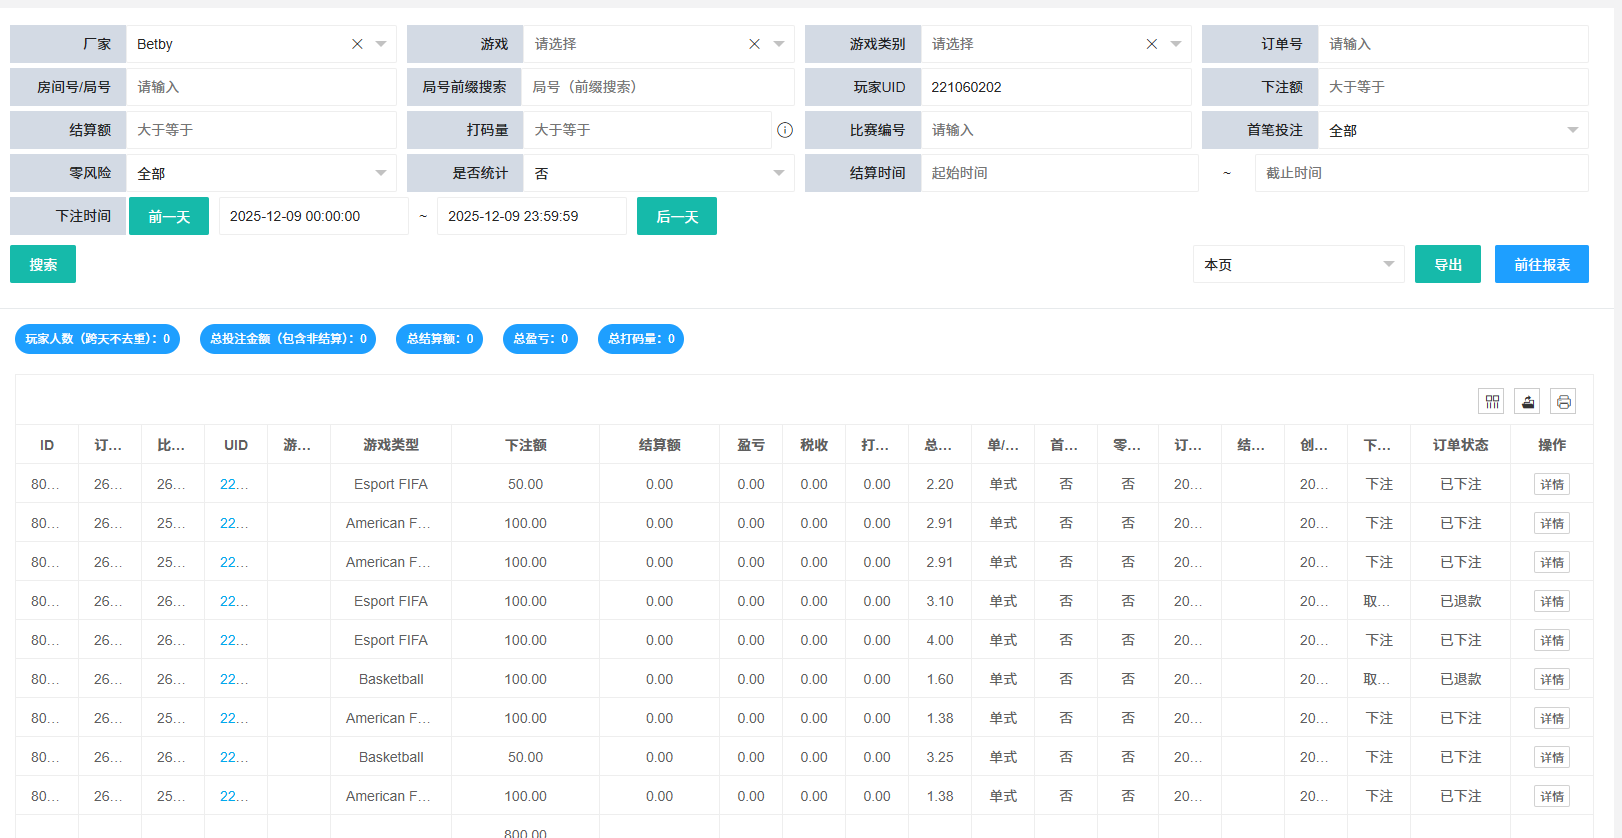 厂家 Betby 游戏 请选择 游戏类别 请选择 订单号 请输入
房间号/局号 请输入 局号前缀搜索 局号（前缀搜索） 玩家UID 221060202 下注额 大于等于
结算额 大于等于 打码量 大于等于 比赛编号 请输入 首笔投注 全部
零风险 全部 是否统计 否 结算时间 起始时间 ~ 截止时间
下注时间 前一天 2025-12-09 00:00:00 ~ 2025-12-09 23:59:59 后一天
搜索 本页 导出 前往报表
玩家人数（跨天不去重）：0 总投注金额（包含非结算）：0 总结算额：0 总盈亏：0 总打码量：0
ID 订... 比... UID 游... 游戏类型 下注额 结算额 盈亏 税收 打... 总... 单/... 首... 零... 订... 结... 创... 下... 订单状态 操作
80... 26... 26... 22... Esport FIFA 50.00 0.00 0.00 0.00 0.00 2.20 单式 否 否 20... 20... 下注 已下注 详情
80... 26... 25... 22... American F... 100.00 0.00 0.00 0.00 0.00 2.91 单式 否 否 20... 20... 下注 已下注 详情
80... 26... 25... 22... American F... 100.00 0.00 0.00 0.00 0.00 2.91 单式 否 否 20... 20... 下注 已下注 详情
80... 26... 26... 22... Esport FIFA 100.00 0.00 0.00 0.00 0.00 3.10 单式 否 否 20... 20... 取... 已退款 详情
80... 26... 26... 22... Esport FIFA 100.00 0.00 0.00 0.00 0.00 4.00 单式 否 否 20... 20... 下注 已下注 详情
80... 26... 26... 22... Basketball 100.00 0.00 0.00 0.00 0.00 1.60 单式 否 否 20... 20... 取... 已退款 详情
80... 26... 25... 22... American F... 100.00 0.00 0.00 0.00 0.00 1.38 单式 否 否 20... 20... 下注 已下注 详情
80... 26... 26... 22... Basketball 50.00 0.00 0.00 0.00 0.00 3.25 单式 否 否 20... 20... 下注 已下注 详情
80... 26... 25... 22... American F... 100.00 0.00 0.00 0.00 0.00 1.38 单式 否 否 20... 20... 下注 已下注 详情
800.00